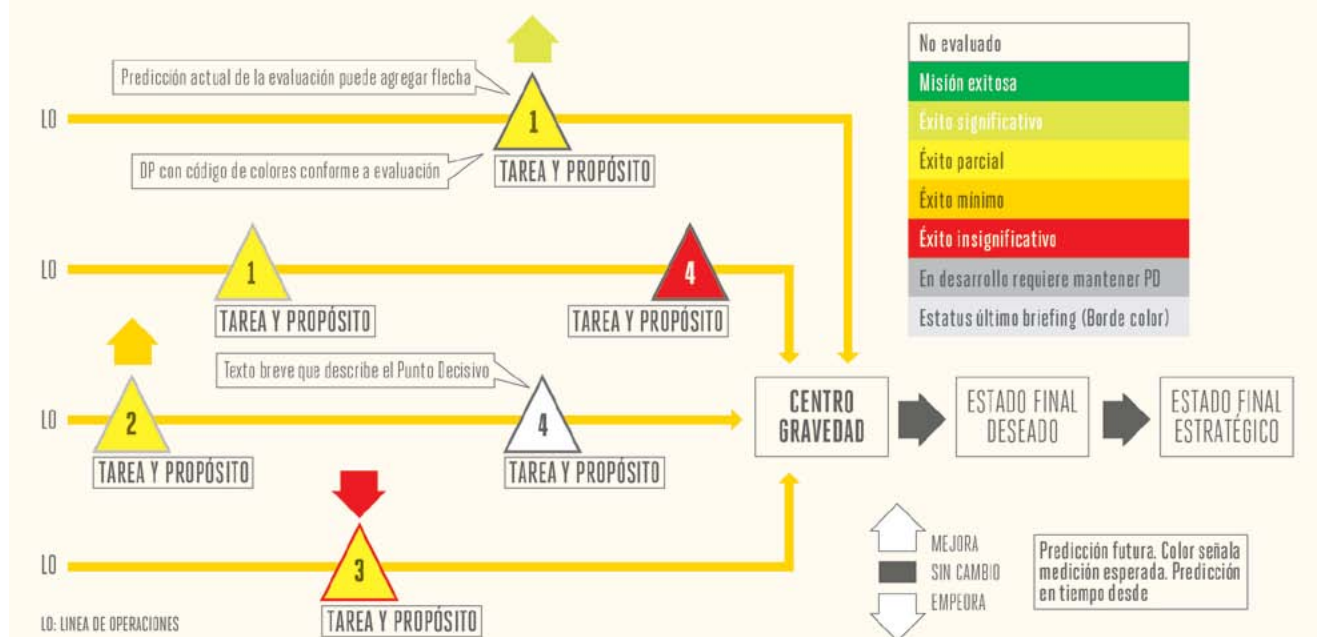 Predicción actual de la evaluación puede agregar flecha
LO
1
DP con código de colores conforme a evaluación
TAREA Y PROPÓSITO
LO
1
4
TAREA Y PROPÓSITO
TAREA Y PROPÓSITO
Texto breve que describe el Punto Decisivo
LO
2
4
TAREA Y PROPÓSITO
TAREA Y PROPÓSITO
LO
3
TAREA Y PROPÓSITO
LO: LINEA DE OPERACIONES
No evaluado
Misión exitosa
Éxito significativo
Éxito parcial
Éxito mínimo
Éxito insignificativo
En desarrollo requiere mantener PD
Estatus último briefing (Borde color)
CENTRO
GRAVEDAD
ESTADO FINAL
DESEADO
ESTADO FINAL
ESTRATÉGICO
MEJORA
SIN CAMBIO
EMPEORA
Predicción futura. Color señala
medición esperada. Predicción
en tiempo desde